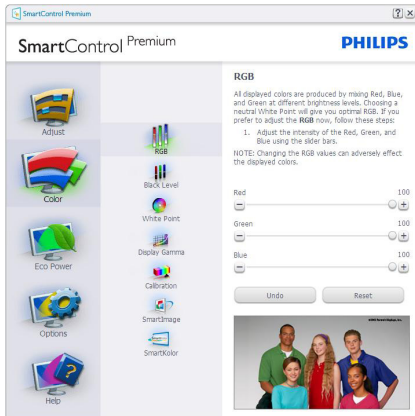 SmartControl Premium
SmartControl Premium
PHILIPS
Adjust
Color
Eco Power
Options
Help
RGB
Black Level
White Point
Display Gamma
Calibration
SmartImage
SmartKolor
RGB
All displayed colors are produced by mixing Red, Blue,
and Green at different brightness levels. Choosing a
neutral White Point will give you optimal RGB. If you
prefer to adjust the RGB now, follow these steps:
1. Adjust the intensity of the Red, Green, and
Blue using the slider bars.
NOTE: Changing the RGB values can adversely effect
the displayed colors.
Red 100
Green 100
Blue 100
Undo
Reset